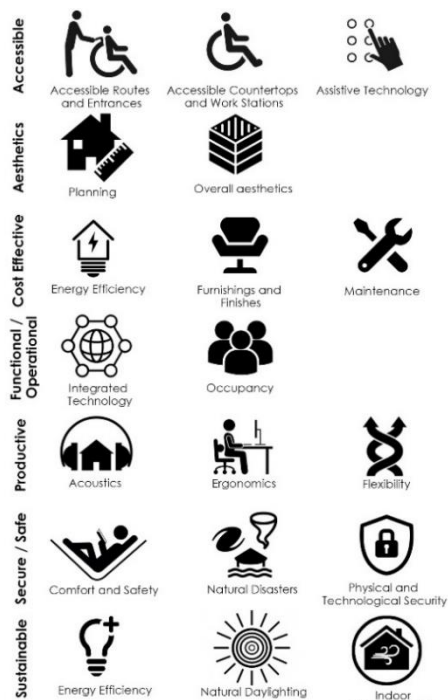 Accessible
Accessible Routes
and Entrances
Accessible Countertops
and Work Stations
Assistive Technology
Aesthetics
Planning
Overall aesthetics
Cost Effective
Energy Efficiency
Furnishings and
Finishes
Maintenance
Functional /
Operational
Integrated
Technology
Occupancy
Productive
Acoustics
Ergonomics
Flexibility
Secure / Safe
Comfort and Safety
Natural Disasters
Physical and
Technological Security
Sustainable
Energy Efficiency
Natural Daylighting
Indoor